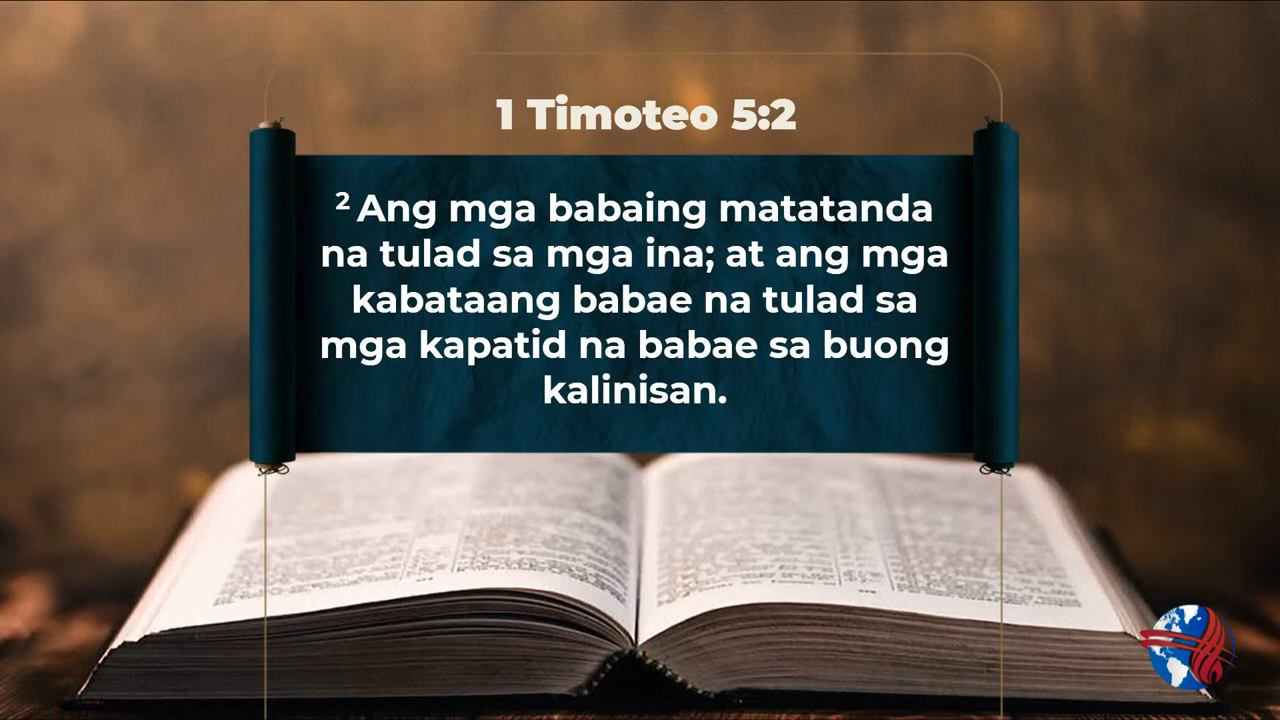 1 Timoteo 5:2
² Ang mga babaing matatanda
na tulad sa mga ina; at ang mga
kabataang babae na tulad sa
mga kapatid na babae sa buong
kalinisan.